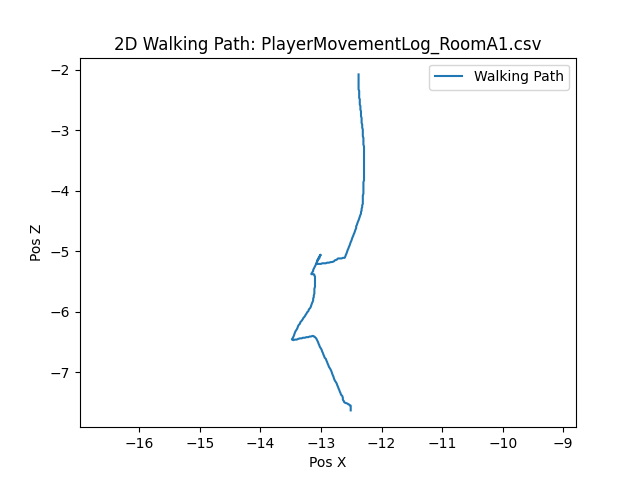 2D Walking Path: PlayerMovementLog_RoomA1.csv
Walking Path
Pos Z
−2
−3
−4
−5
−6
−7
−16 −15 −14 −13 −12 −11 −10 −9
Pos X